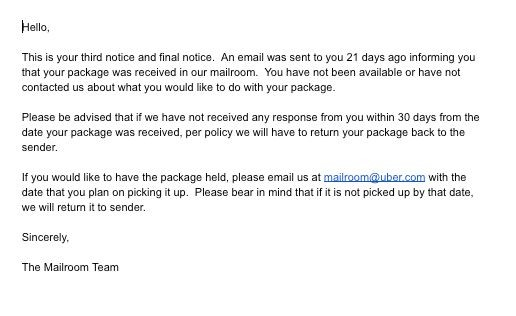 Hello,
This is your third notice and final notice.  An email was sent to you 21 days ago informing you
that your package was received in our mailroom.  You have not been available or have not
contacted us about what you would like to do with your package.
Please be advised that if we have not received any response from you within 30 days from the
date your package was received, per policy we will have to return your package back to the
sender.
If you would like to have the package held, please email us at mailroom@uber.com with the
date that you plan on picking it up.  Please bear in mind that if it is not picked up by that date,
we will return it to sender.
Sincerely,
The Mailroom Team